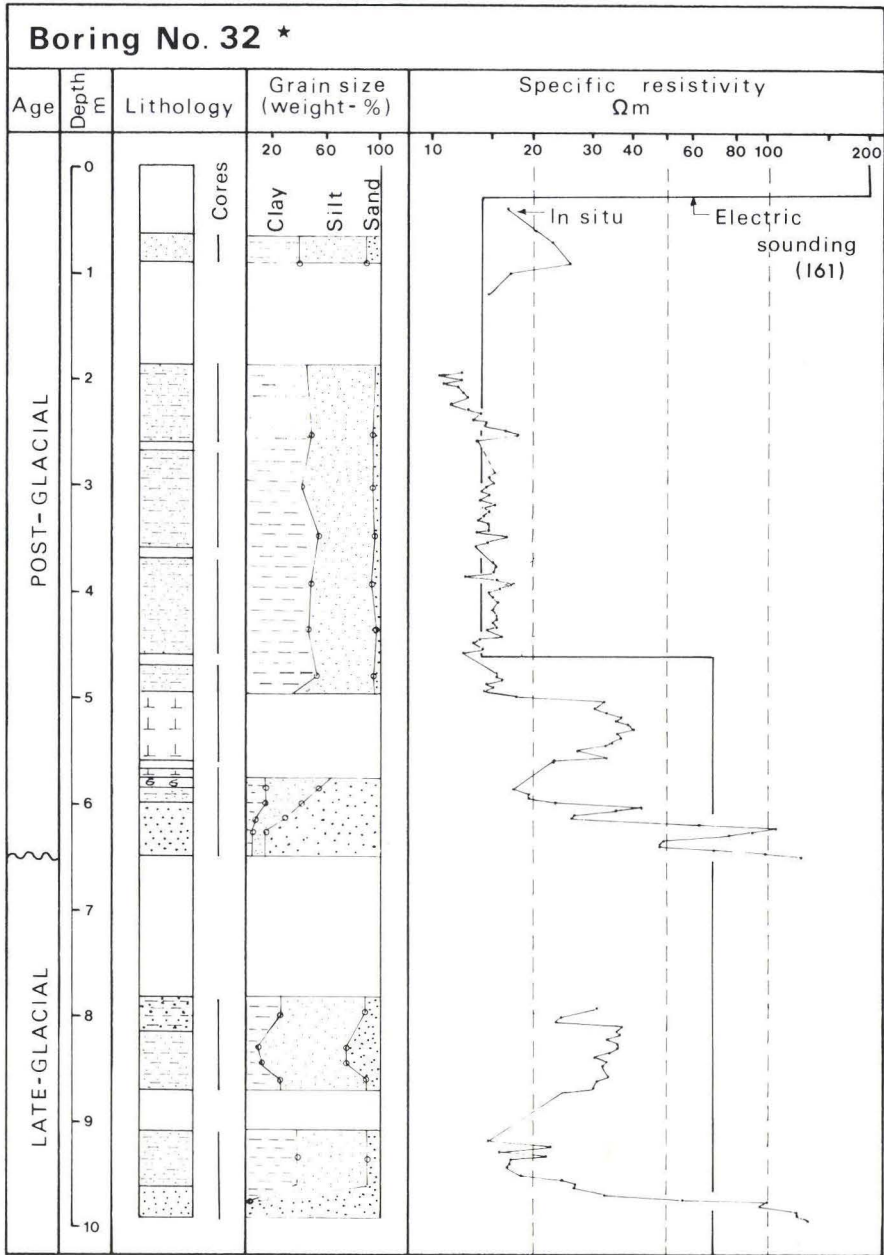 Boring No. 32 *
Age
Depth
m
Lithology
Grain size
(weight-%)
Specific resistivity
Ωm
20 60 100
10 20 30 40 60 80 100 200
Cores
Clay
Silt
Sand
In situ
Electric
sounding
(161)
0
1
2
3
4
5
6
7
8
9
10
POST-GLACIAL
LATE-GLACIAL